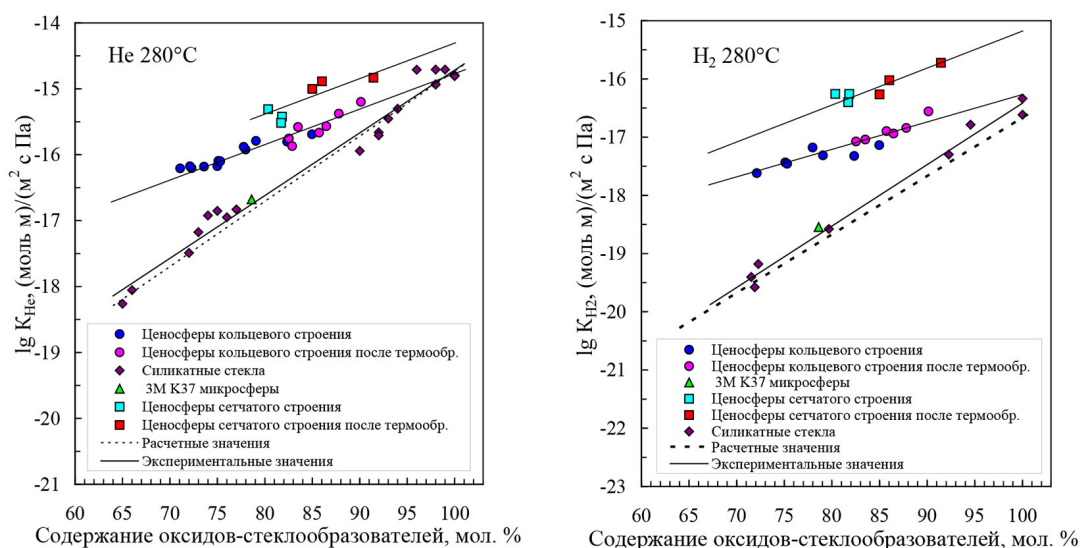 -14
-15
-16
-17
-18
-19
-20
-21
lg K_He, (моль м)/(м² с Па)
He 280°C
Ценосферы кольцевого строения
Ценосферы кольцевого строения после термообр.
Силикатные стекла
3M K37 микросферы
Ценосферы сетчатого строения
Ценосферы сетчатого строения после термообр.
Расчетные значения
Экспериментальные значения
60 65 70 75 80 85 90 95 100
Содержание оксидов-стеклообразователей, мол. %
-15
-16
-17
-18
-19
-20
-21
-22
-23
lg K_H2, (моль м)/(м² с Па)
H₂ 280°C
Ценосферы кольцевого строения
Ценосферы кольцевого строения после термообр.
3M K37 микросферы
Ценосферы сетчатого строения
Ценосферы сетчатого строения после термообр.
Силикатные стекла
Расчетные значения
Экспериментальные значения
60 65 70 75 80 85 90 95 100
Содержание оксидов-стеклообразователей, мол. %